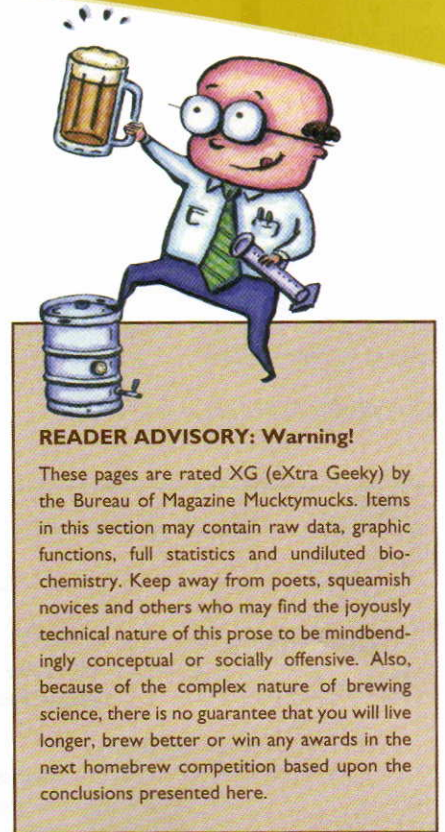 READER ADVISORY: Warning!
These pages are rated XG (eXtra Geeky) by
the Bureau of Magazine Mucktymucks. Items
in this section may contain raw data, graphic
functions, full statistics and undiluted bio-
chemistry. Keep away from poets, squeamish
novices and others who may find the joyously
technical nature of this prose to be mindbend-
ingly conceptual or socially offensive. Also,
because of the complex nature of brewing
science, there is no guarantee that you will live
longer, brew better or win any awards in the
next homebrew competition based upon the
conclusions presented here.